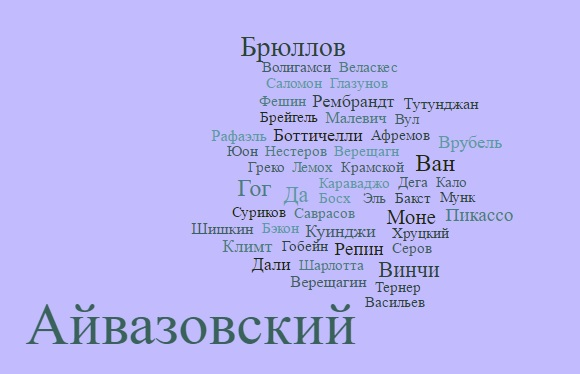 Брюллов
Волигамси Веласкес
Саломон Глазунов
Фешин Рембрандт Тутунджан
Брейгель Малевич Вул
Рафаэль Боттичелли Афремов Врубель
Юон Нестеров Верещагн Ван
Греко Лемох Крамской
Гог Да Караваджо Дега Кало
Босх Эль Бакст Мунк
Суриков Саврасов Моне Пикассо
Шишкин Бэкон Куинджи Хруцкий
Климт Гобейн Репин Серов
Дали Шарлотта Винчи
Верещагин Тернер
Васильев
Айвазовский